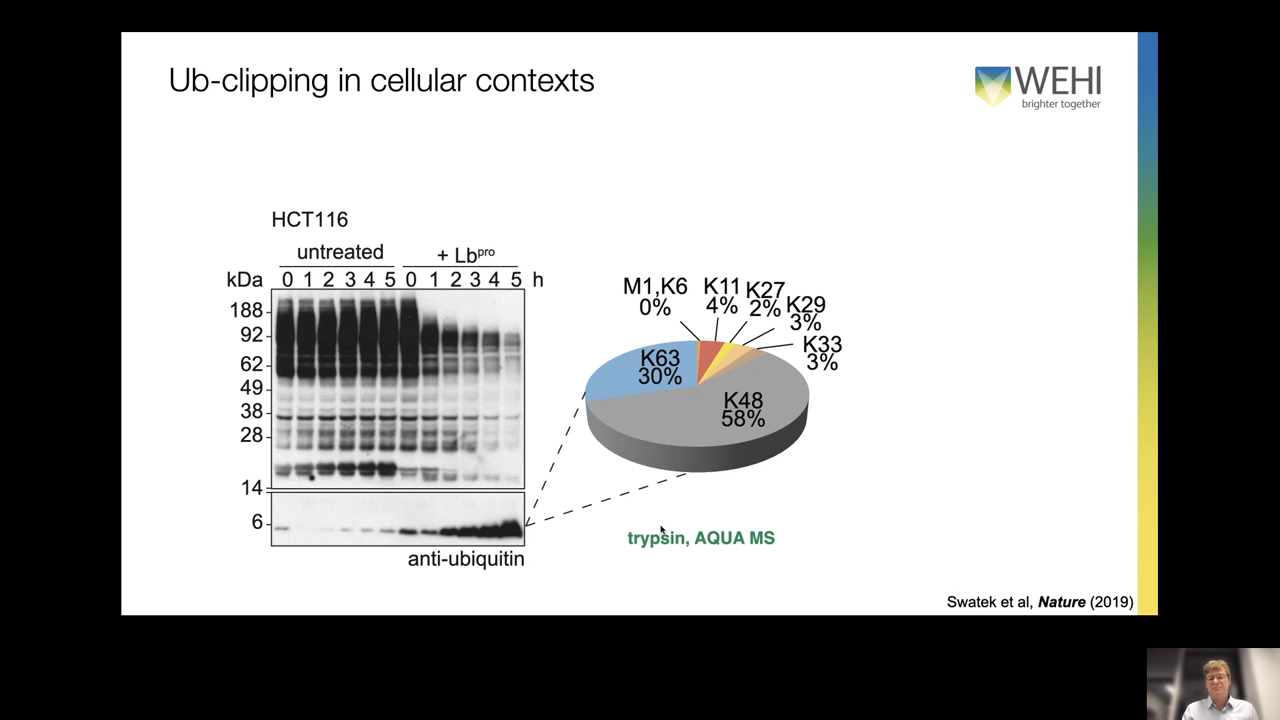 Ub-clipping in cellular contexts
WEHI
brighter together
HCT116
untreated
+ Lbᵖʳᵒ
kDa 0 1 2 3 4 5 0 1 2 3 4 5 h
188
92
62
49
38
28
14
6
anti-ubiquitin
M1,K6
0%
K11
4%
K27
2%
K29
3%
K33
3%
K63
30%
K48
58%
trypsin, AQUA MS
Swatek et al, Nature (2019)